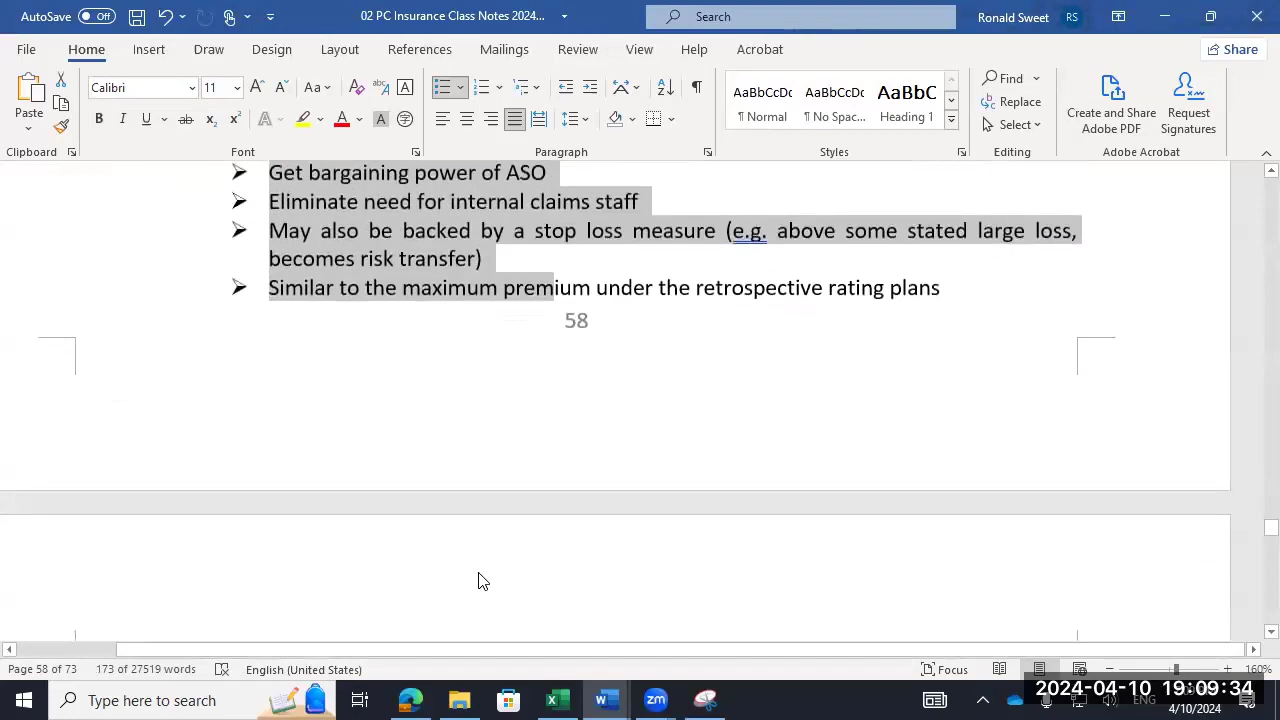 AutoSave Off 02 PC Insurance Class Notes 2024... Search Ronald Sweet RS
File Home Insert Draw Design Layout References Mailings Review View Help Acrobat Share
Calibri 11 Aa AaBbCcDc AaBbCcDc AaBbC Find
Paste ¶ Normal ¶ No Spac... Heading 1 Replace Create and Share Adobe PDF Request Signatures
Select
Clipboard Font Paragraph Styles Editing Adobe Acrobat
Get bargaining power of ASO
Eliminate need for internal claims staff
May also be backed by a stop loss measure (e.g. above some stated large loss,
becomes risk transfer)
Similar to the maximum premium under the retrospective rating plans
58
Page 58 of 73 173 of 27519 words English (United States) Focus 160%
Type here to search ENG
2024-04-10 19:09:34
4/10/2024